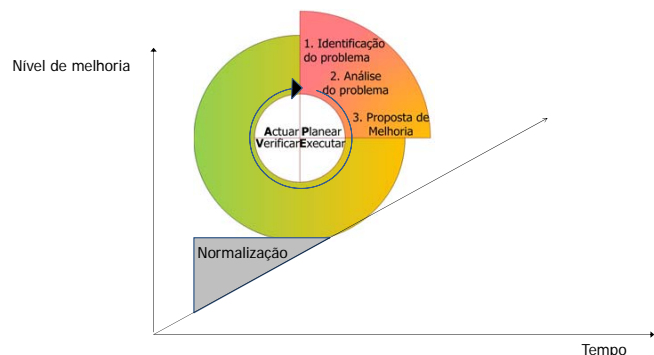 Nível de melhoria
1. Identificação
do problema
2. Análise
do problema
3. Proposta de
Melhoria
Actuar Planear
Verificar Executar
Normalização
Tempo